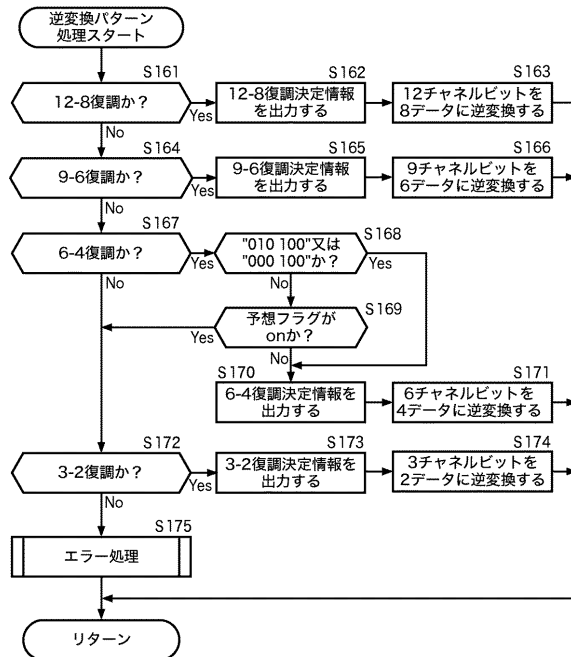 逆変換パターン
処理スタート
S161
12-8復調か？
Yes
No
S162
12-8復調決定情報
を出力する
S163
12チャネルビットを
8データに逆変換する
S164
9-6復調か？
Yes
No
S165
9-6復調決定情報
を出力する
S166
9チャネルビットを
6データに逆変換する
S167
6-4復調か？
Yes
No
S168
"010 100"又は
"000 100"か？
Yes
No
S169
予想フラグが
onか？
Yes
No
S170
6-4復調決定情報を
出力する
S171
6チャネルビットを
4データに逆変換する
S172
3-2復調か？
Yes
No
S173
3-2復調決定情報を
出力する
S174
3チャネルビットを
2データに逆変換する
S175
エラー処理
リターン